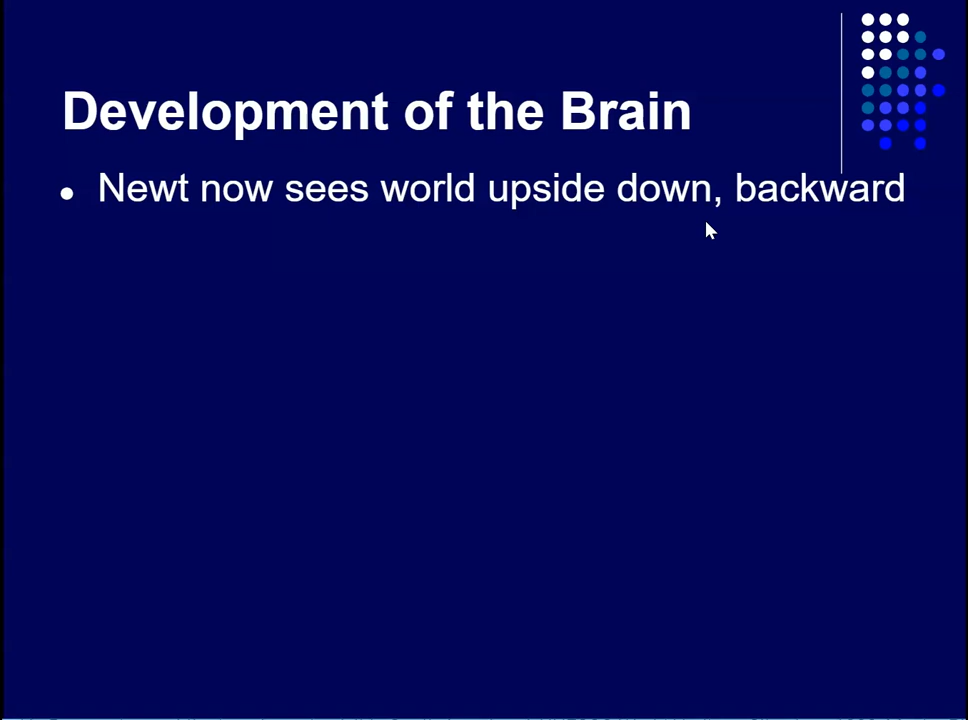 Development of the Brain
● Newt now sees world upside down, backward